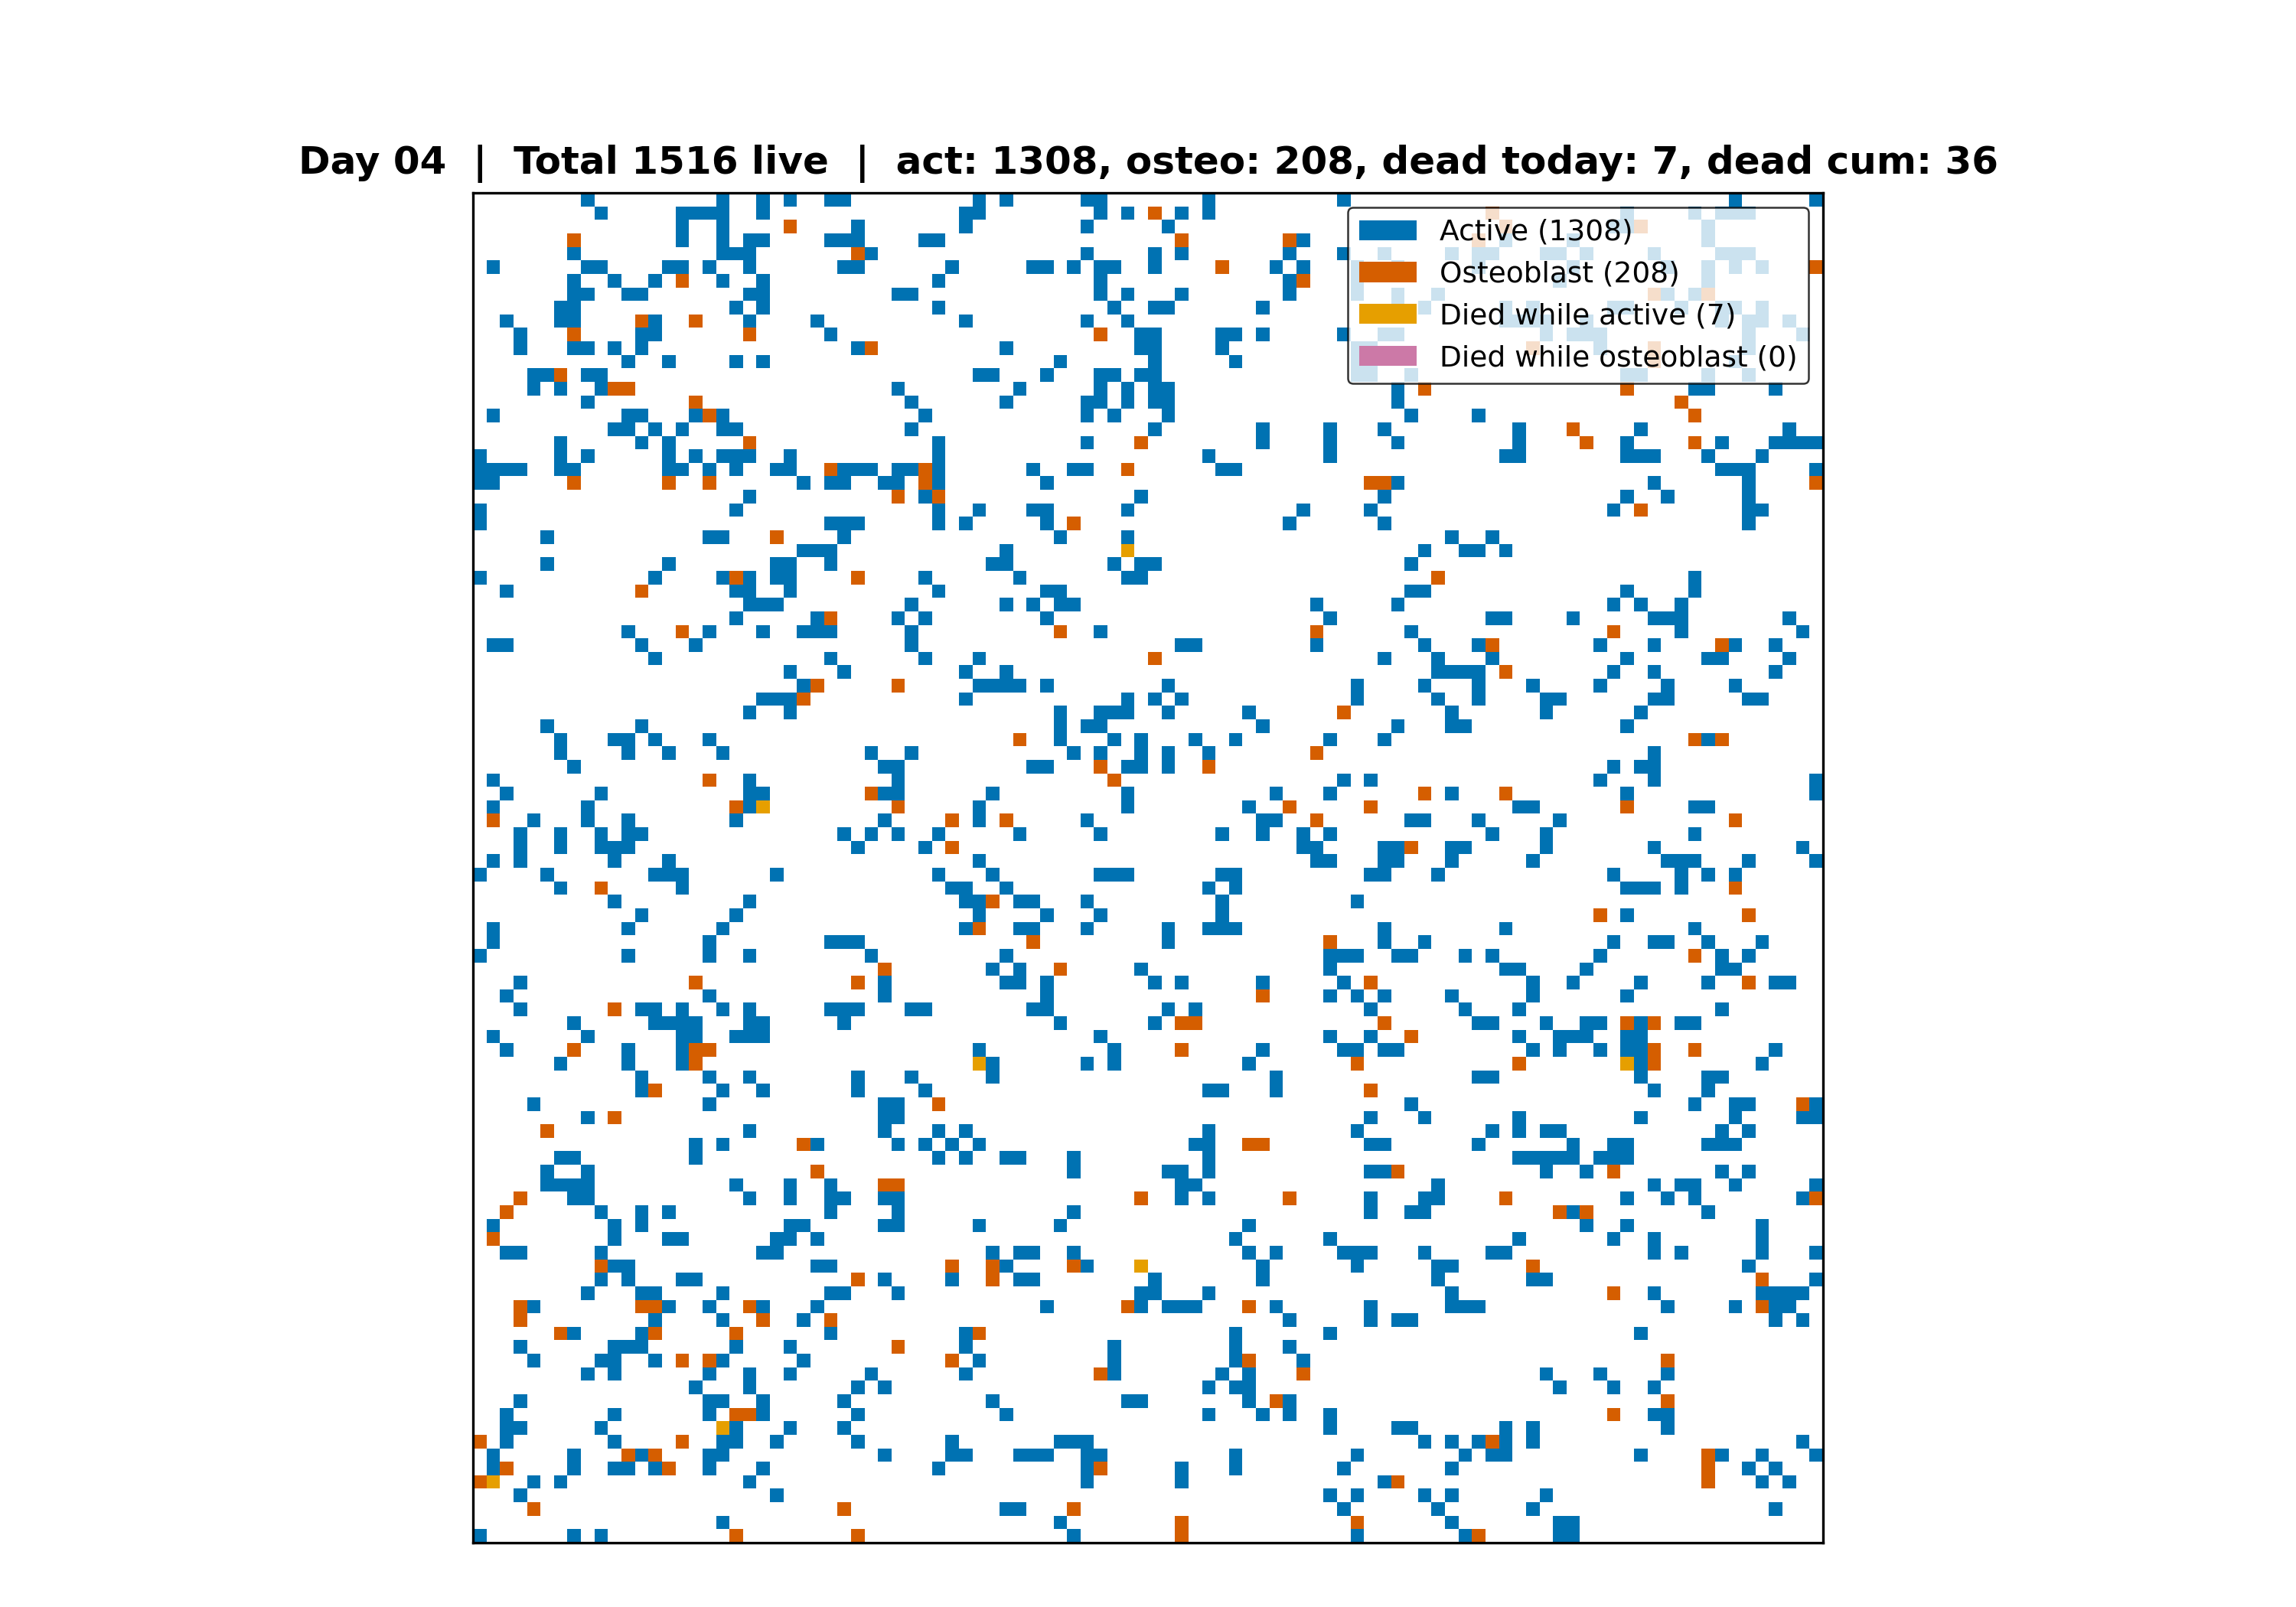 Day 04 | Total 1516 live | act: 1308, osteo: 208, dead today: 7, dead cum: 36
Active (1308)
Osteoblast (208)
Died while active (7)
Died while osteoblast (0)